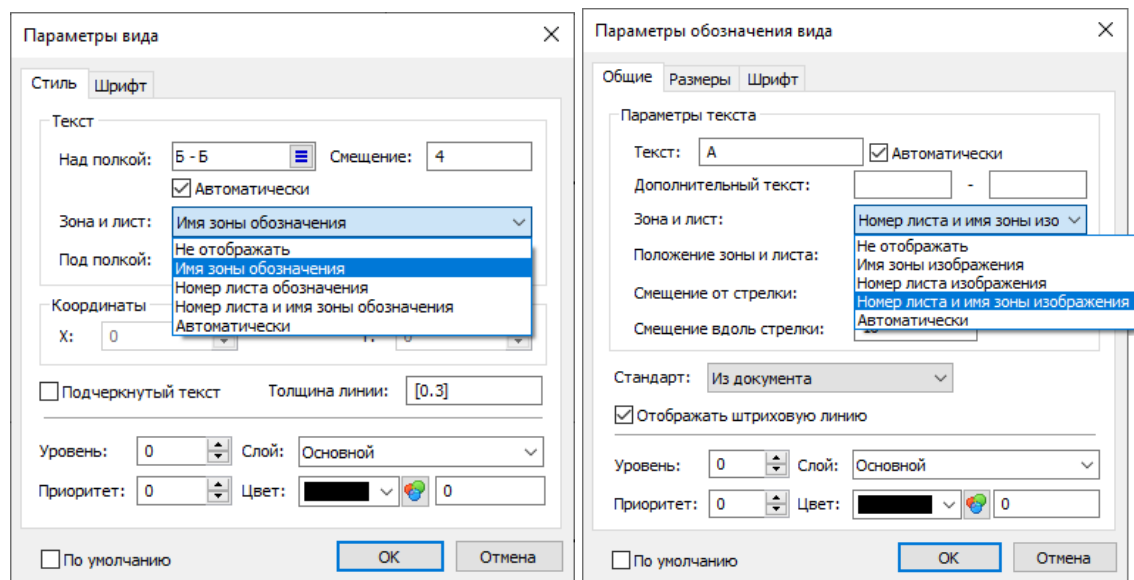 Параметры вида
Стиль Шрифт
Текст
Над полкой: Б - Б Смещение: 4
Автоматически
Зона и лист: Имя зоны обозначения
Не отображать
Под полкой: Имя зоны обозначения
Номер листа обозначения
Координаты Номер листа и имя зоны обозначения
Автоматически
X: 0
Подчеркнутый текст Толщина линии: [0.3]
Уровень: 0 Слой: Основной
Приоритет: 0 Цвет: 0
По умолчанию ОК Отмена
Параметры обозначения вида
Общие Размеры Шрифт
Параметры текста
Текст: А Автоматически
Дополнительный текст: -
Зона и лист: Номер листа и имя зоны изо
Не отображать
Положение зоны и листа: Имя зоны изображения
Номер листа изображения
Смещение от стрелки: Номер листа и имя зоны изображения
Автоматически
Смещение вдоль стрелки:
Стандарт: Из документа
Отображать штриховую линию
Уровень: 0 Слой: Основной
Приоритет: 0 Цвет: 0
По умолчанию ОК Отмена